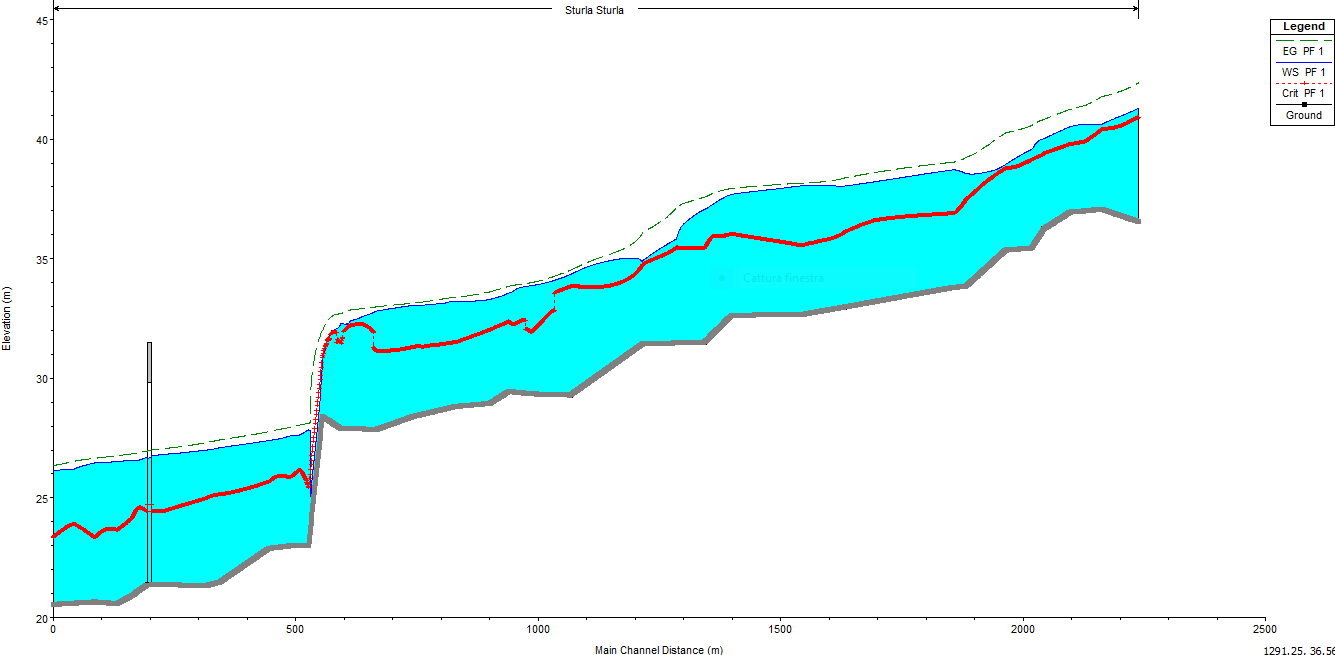 Sturla Sturla
45
40
35
30
25
20
Elevation (m)
0
500
1000
1500
2000
2500
Main Channel Distance (m)
Legend
EG PF 1
WS PF 1
Crit PF 1
Ground
Cattura finestra
1291.25, 36.56